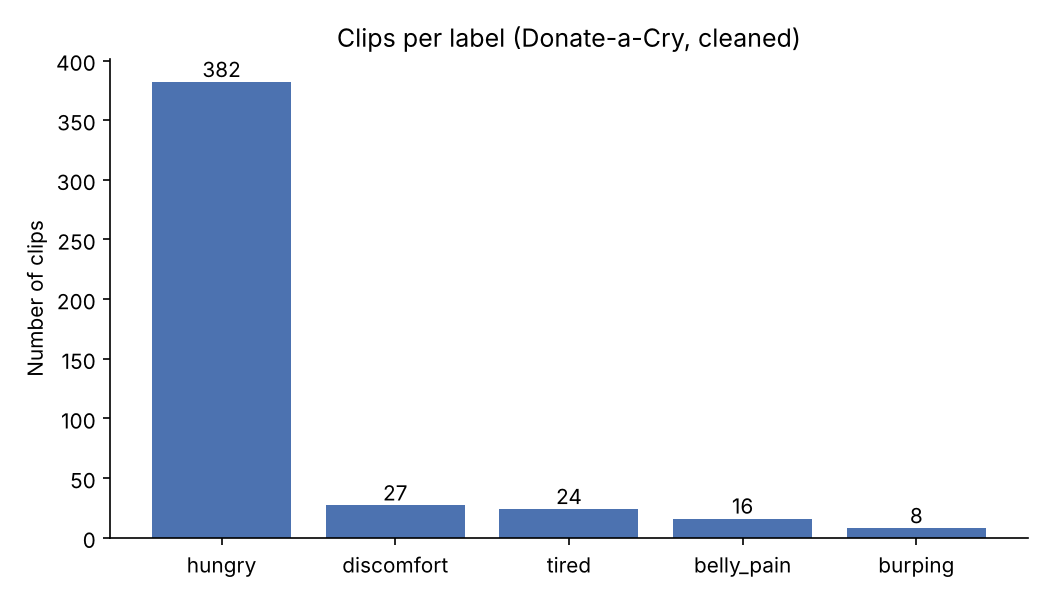 Clips per label (Donate-a-Cry, cleaned)
Number of clips
400
350
300
250
200
150
100
50
0
382
27
24
16
8
hungry
discomfort
tired
belly_pain
burping